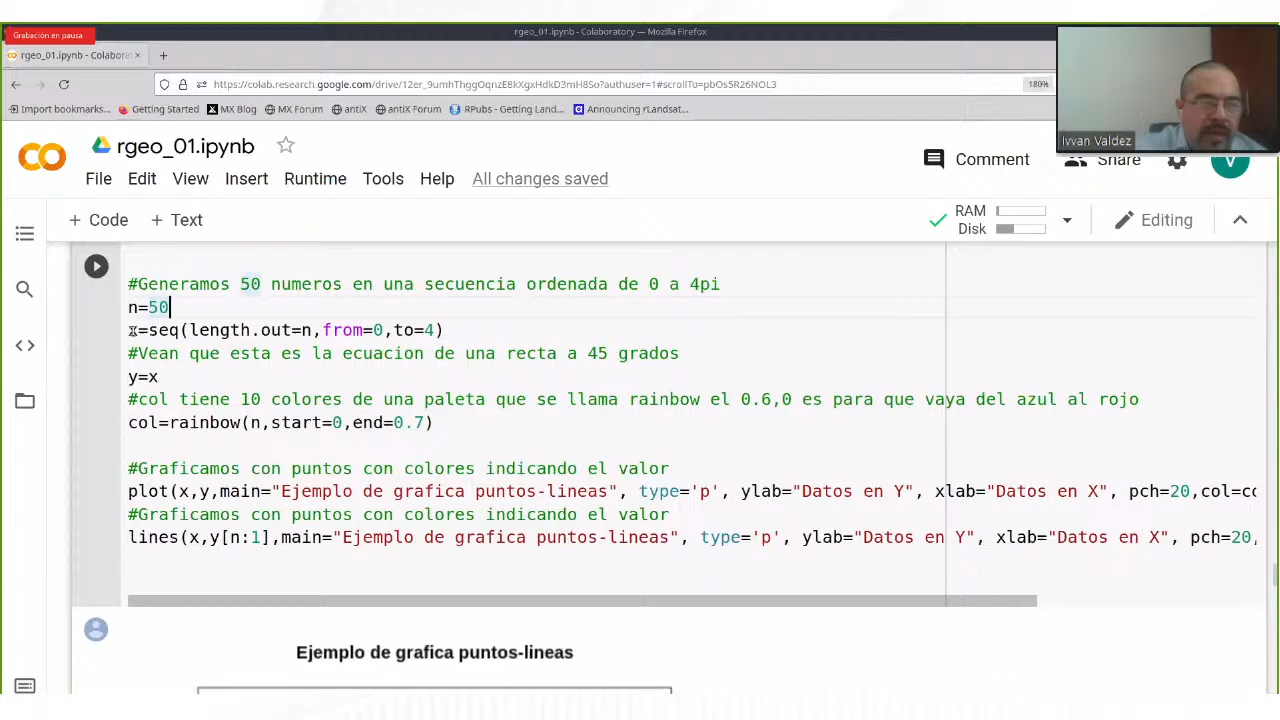 Grabación en pausa
rgeo_01.ipynb - Colaboratory — Mozilla Firefox
rgeo_01.ipynb - Colabora
https://colab.research.google.com/drive/12er_9umhThggOqnzE8kXgxHdkD3mH8So?authuser=1#scrollTo=pbOs5R26NOL3
180%
Import bookmarks...
Getting Started
MX Blog
MX Forum
antiX
antiX Forum
RPubs - Getting Land...
Announcing rLandsat...
Ivvan Valdez
rgeo_01.ipynb
Comment
Share
V
File Edit View Insert Runtime Tools Help All changes saved
+ Code + Text
RAM
Disk
Editing
#Generamos 50 numeros en una secuencia ordenada de 0 a 4pi
n=50
x=seq(length.out=n,from=0,to=4)
#Vean que esta es la ecuacion de una recta a 45 grados
y=x
#col tiene 10 colores de una paleta que se llama rainbow el 0.6,0 es para que vaya del azul al rojo
col=rainbow(n,start=0,end=0.7)
#Graficamos con puntos con colores indicando el valor
plot(x,y,main="Ejemplo de grafica puntos-lineas", type='p', ylab="Datos en Y", xlab="Datos en X", pch=20,col=co
#Graficamos con puntos con colores indicando el valor
lines(x,y[n:1],main="Ejemplo de grafica puntos-lineas", type='p', ylab="Datos en Y", xlab="Datos en X", pch=20,
Ejemplo de grafica puntos-lineas